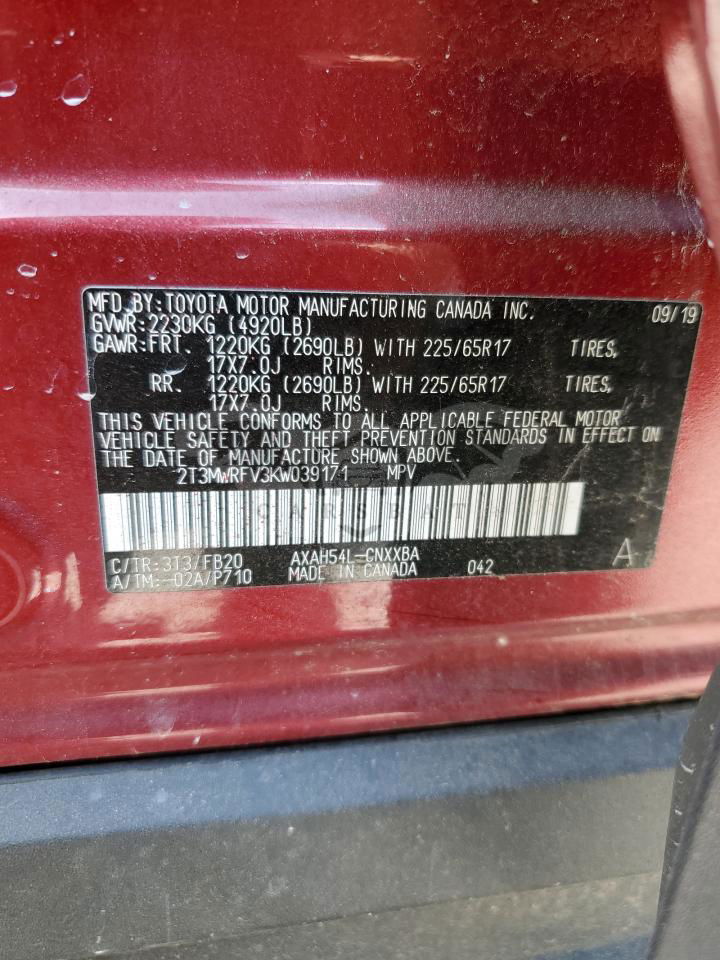 MFD BY:TOYOTA MOTOR MANUFACTURING CANADA INC. 09/19
GVWR:2230KG (4920LB)
GAWR:FRT. 1220KG (2690LB) WITH 225/65R17 TIRES,
17X7.0J RIMS.
RR. 1220KG (2690LB) WITH 225/65R17 TIRES,
17X7.0J RIMS.
THIS VEHICLE CONFORMS TO ALL APPLICABLE FEDERAL MOTOR
VEHICLE SAFETY AND THEFT PREVENTION STANDARDS IN EFFECT ON
THE DATE OF MANUFACTURE SHOWN ABOVE.
2T3MWRFV3KW039171 MPV
C/TR:3T3/FB20 AXAH54L-CNXXBA A
A/TM:-02A/P710 MADE IN CANADA 042